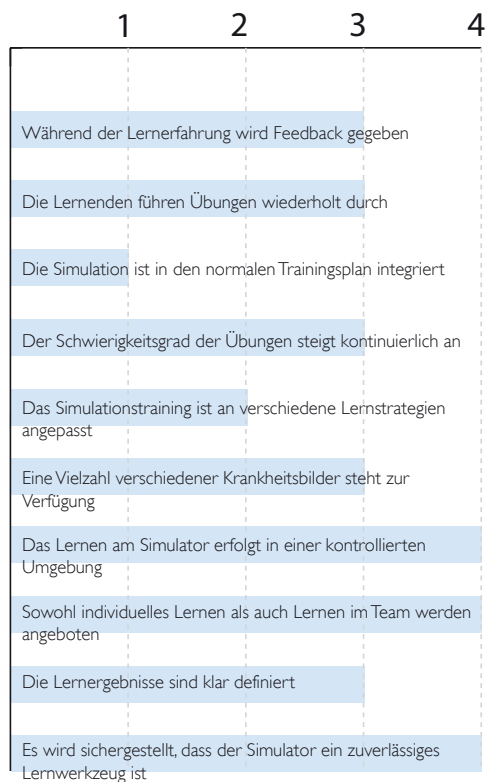 1 2 3 4
Während der Lernerfahrung wird Feedback gegeben
Die Lernenden führen Übungen wiederholt durch
Die Simulation ist in den normalen Trainingsplan integriert
Der Schwierigkeitsgrad der Übungen steigt kontinuierlich an
Das Simulationstraining ist an verschiedene Lernstrategien
angepasst
Eine Vielzahl verschiedener Krankheitsbilder steht zur
Verfügung
Das Lernen am Simulator erfolgt in einer kontrollierten
Umgebung
Sowohl individuelles Lernen als auch Lernen im Team werden
angeboten
Die Lernergebnisse sind klar definiert
Es wird sichergestellt, dass der Simulator ein zuverlässiges
Lernwerkzeug ist